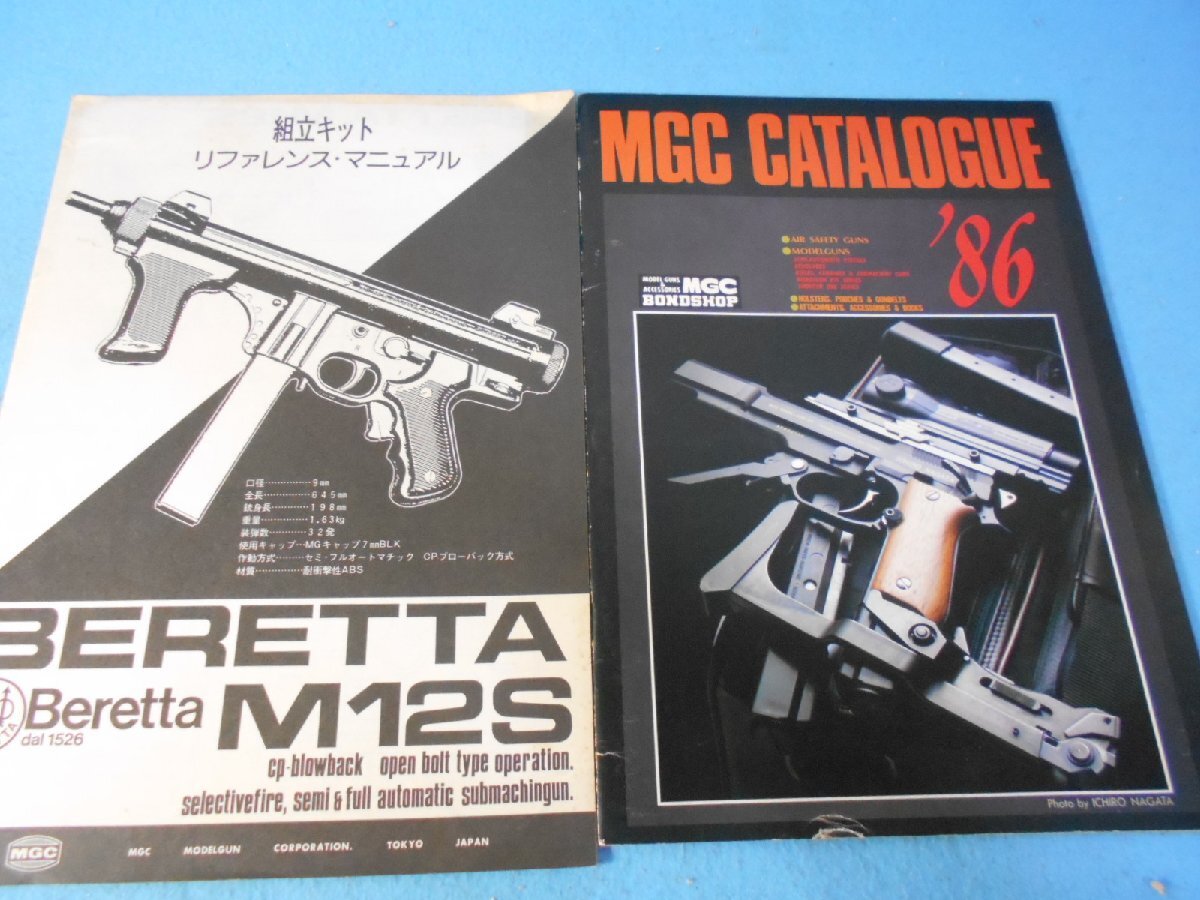 組立キット
リファレンス・マニュアル
口径…………9㎜
全長…………645㎜
銃身長…………198㎜
重量…………1.63kg
装弾数…………32発
使用キャップ…MGキャップ7㎜BLK
作動方式………セミ・フルオートマチック CPブローバック方式
材質…………耐衝撃性ABS
BERETTA
Beretta
dal 1526
M12S
cp-blowback open bolt type operation.
selectivefire, semi & full automatic submachingun.
MGC
MGC MODELGUN CORPORATION. TOKYO JAPAN
MGC CATALOGUE
'86
AIR SAFETY GUNS
MODELGUNS
HOLSTERS, POUCHES & GUNBELTS
ATTACHMENTS, ACCESSORIES & BOOKS
MODEL GUNS & ACCESSORIES
MGC
BONDSHOP
Photo by ICHIRO NAGATA